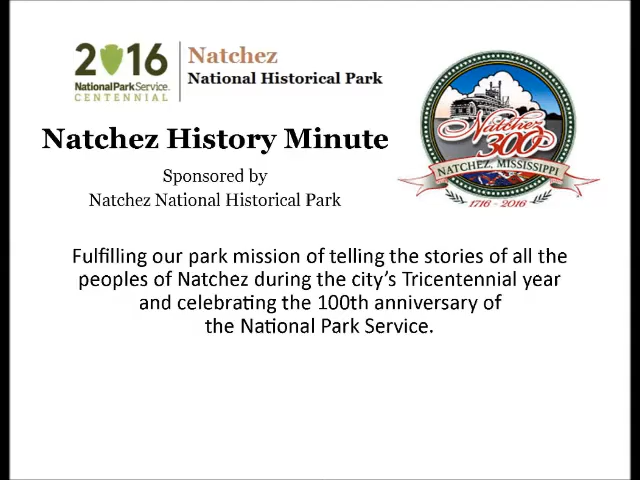 2016
National Park Service®
CENTENNIAL
Natchez
National Historical Park
Natchez History Minute
Sponsored by
Natchez National Historical Park
Natchez
300
NATCHEZ, MISSISSIPPI
1716 - 2016
Fulfilling our park mission of telling the stories of all the
peoples of Natchez during the city’s Tricentennial year
and celebrating the 100th anniversary of
the National Park Service.